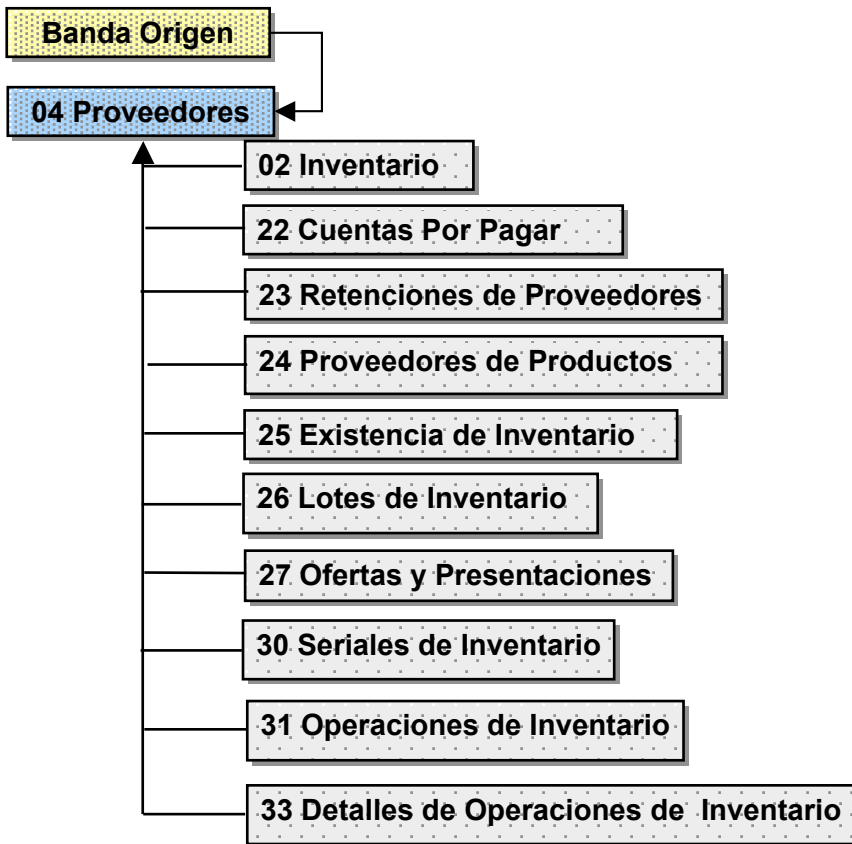 Banda Origen
04 Proveedores
02 Inventario
22 Cuentas Por Pagar
23 Retenciones de Proveedores
24 Proveedores de Productos
25 Existencia de Inventario
26 Lotes de Inventario
27 Ofertas y Presentaciones
30 Seriales de Inventario
31 Operaciones de Inventario
33 Detalles de Operaciones de Inventario